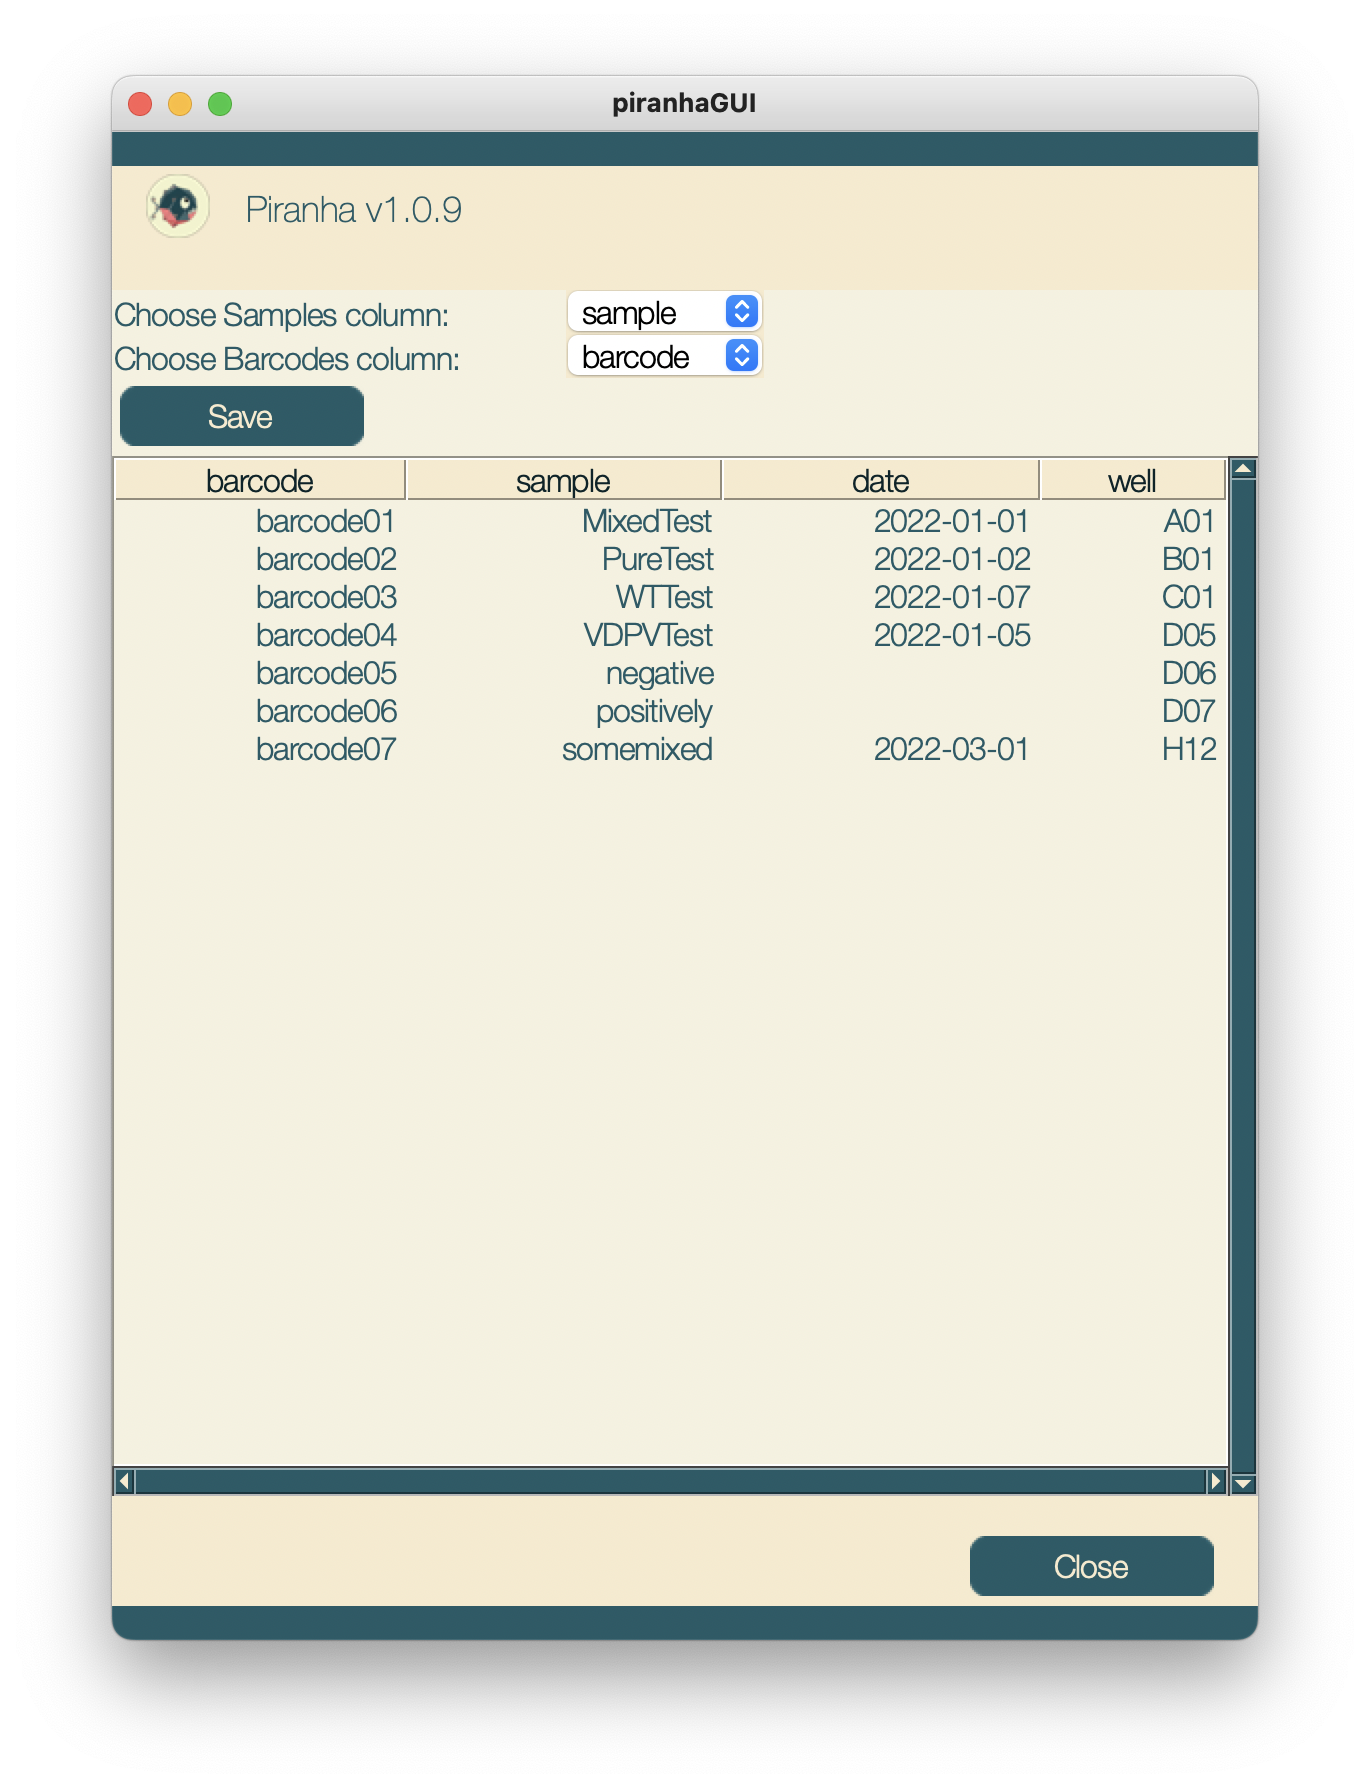 piranhaGUI
Piranha v1.0.9
Choose Samples column: sample
Choose Barcodes column: barcode
Save
barcode sample date well
barcode01 MixedTest 2022-01-01 A01
barcode02 PureTest 2022-01-02 B01
barcode03 WTTest 2022-01-07 C01
barcode04 VDPVTest 2022-01-05 D05
barcode05 negative D06
barcode06 positively D07
barcode07 somemixed 2022-03-01 H12
Close